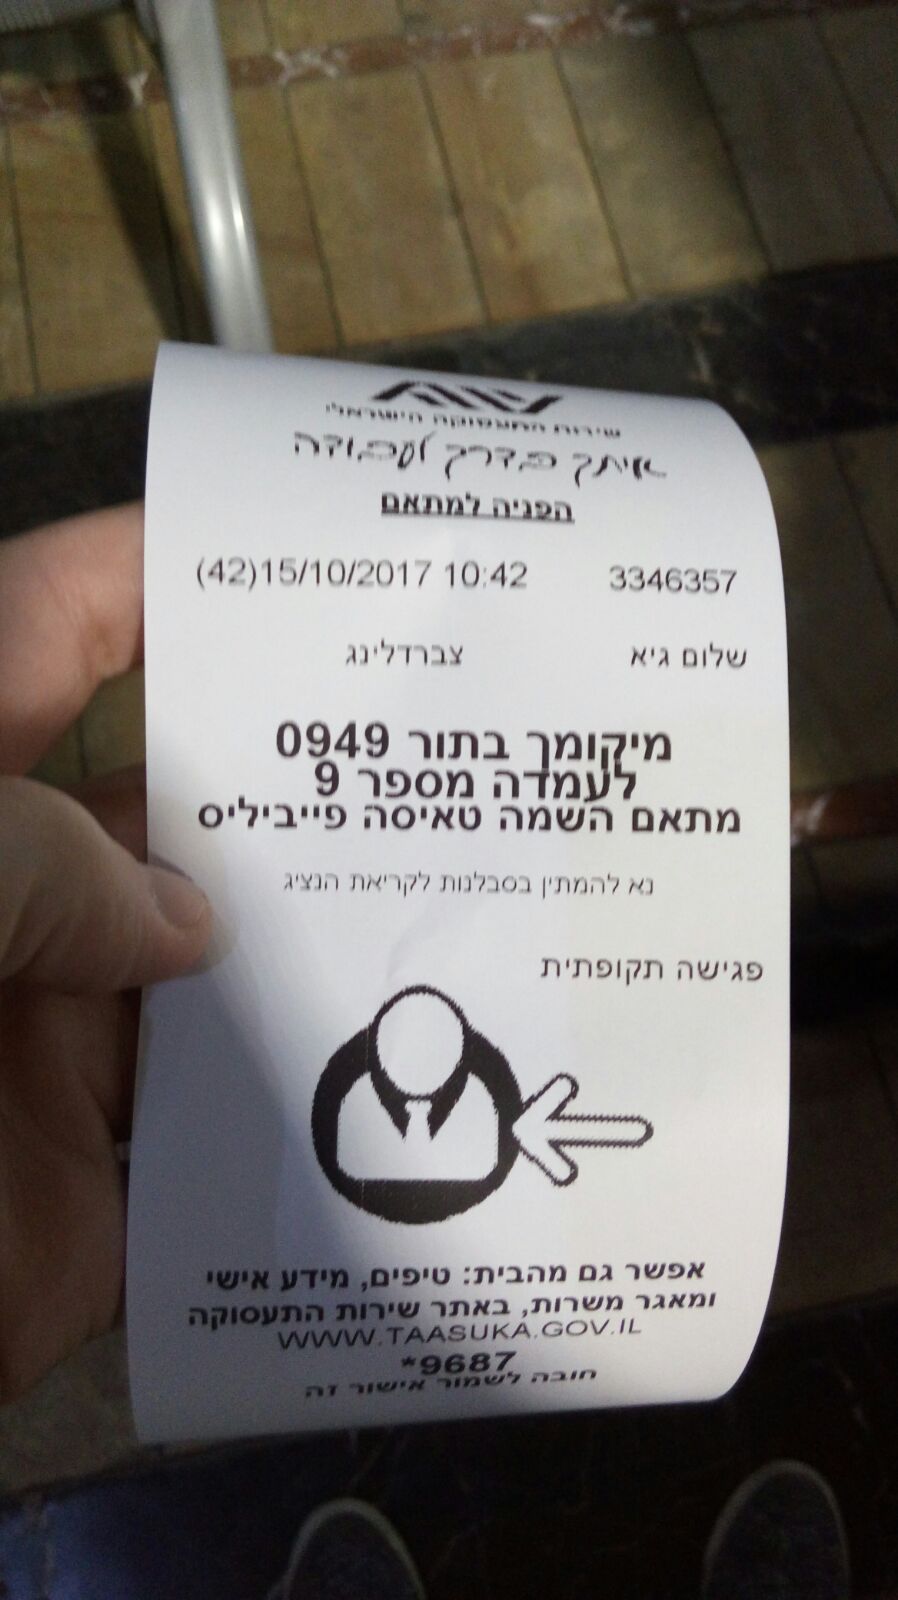 שירות התעסוקה הישראלי
איתך בדרך לעבודה
הפניה למתאם
3346357 15/10/2017 10:42(42)
שלום גיא צברדלינג
מיקומך בתור 0949
לעמדה מספר 9
מתאם השמה טאיסה פייביליס
נא להמתין בסבלנות לקריאת הנציג
פגישה תקופתית
אפשר גם מהבית: טיפים, מידע אישי
ומאגר משרות, באתר שירות התעסוקה
WWW.TAASUKA.GOV.IL
*9687
חובה לשמור אישור זה